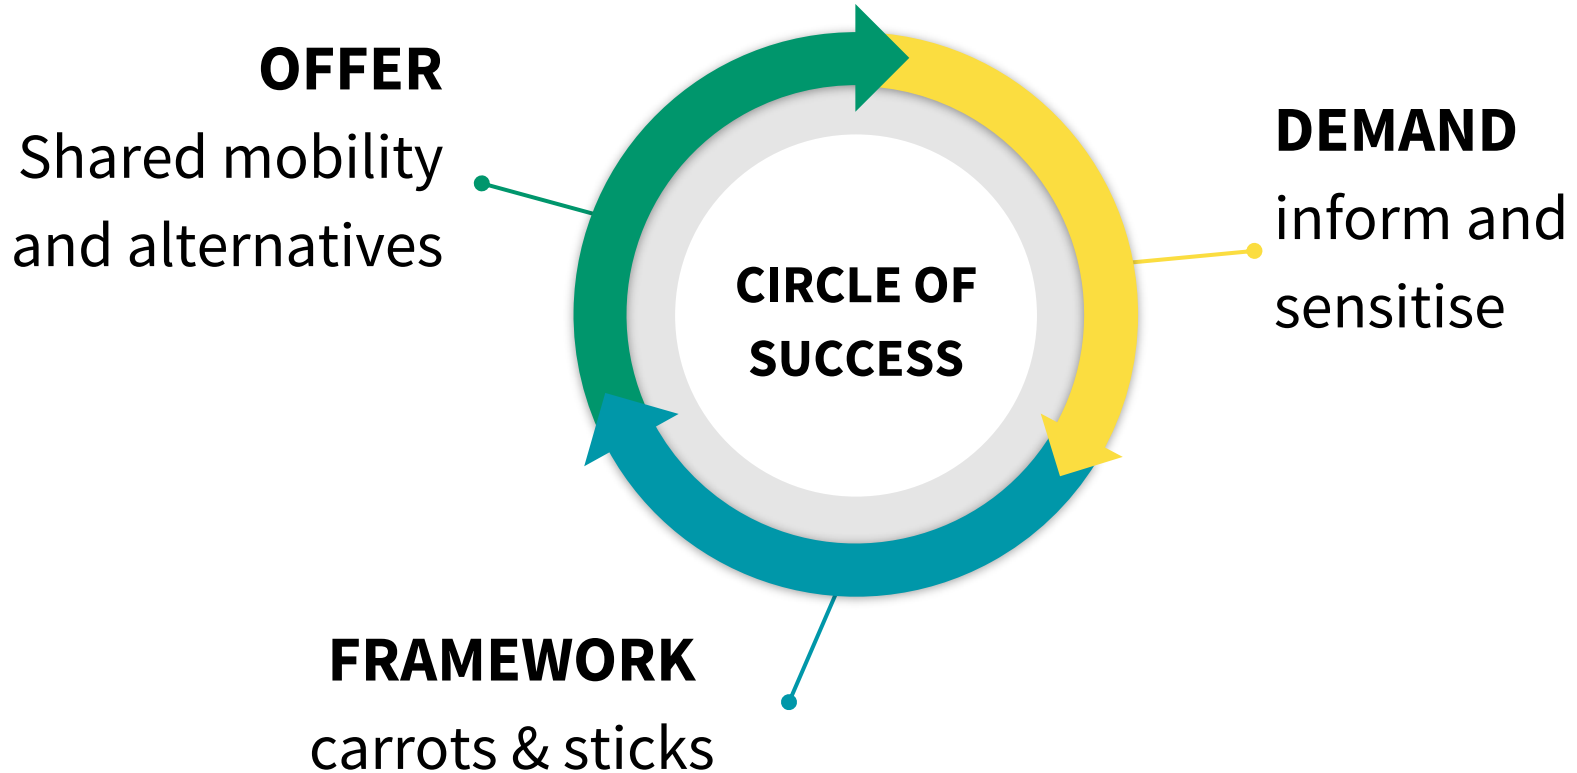 OFFER
Shared mobility
and alternatives
DEMAND
inform and
sensitise
CIRCLE OF
SUCCESS
FRAMEWORK
carrots & sticks